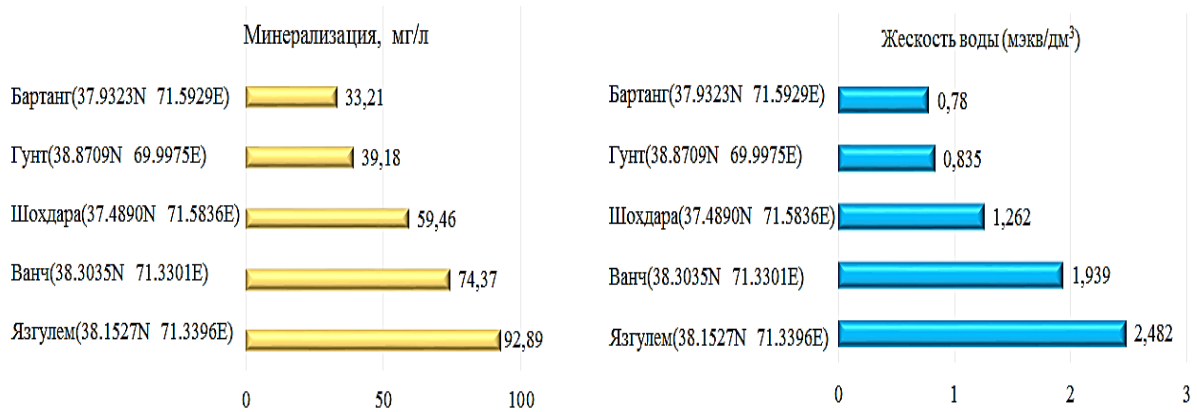 Минерализация, мг/л
Бартанг(37.9323N 71.5929E)
33,21
Гунт(38.8709N 69.9975E)
39,18
Шохдара(37.4890N 71.5836E)
59,46
Ванч(38.3035N 71.3301E)
74,37
Язгулем(38.1527N 71.3396E)
92,89
0 50 100
Жескость воды (мэкв/дм³)
Бартанг(37.9323N 71.5929E)
0,78
Гунт(38.8709N 69.9975E)
0,835
Шохдара(37.4890N 71.5836E)
1,262
Ванч(38.3035N 71.3301E)
1,939
Язгулем(38.1527N 71.3396E)
2,482
0 1 2 3